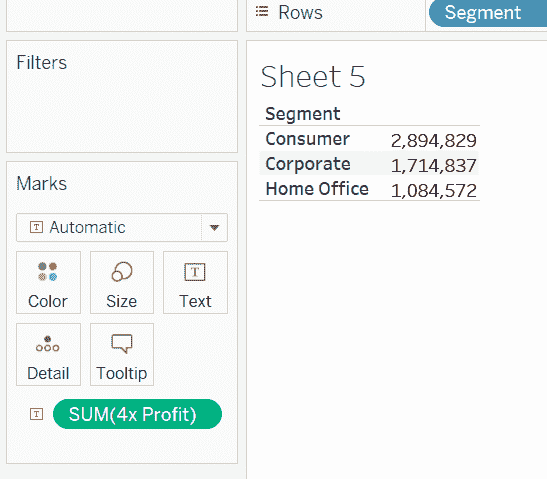 Rows
Segment
Filters
Sheet 5
Segment
Consumer 2,894,829
Corporate 1,714,837
Home Office 1,084,572
Marks
T Automatic
Color Size T Text
Detail Tooltip
T SUM(4x Profit)